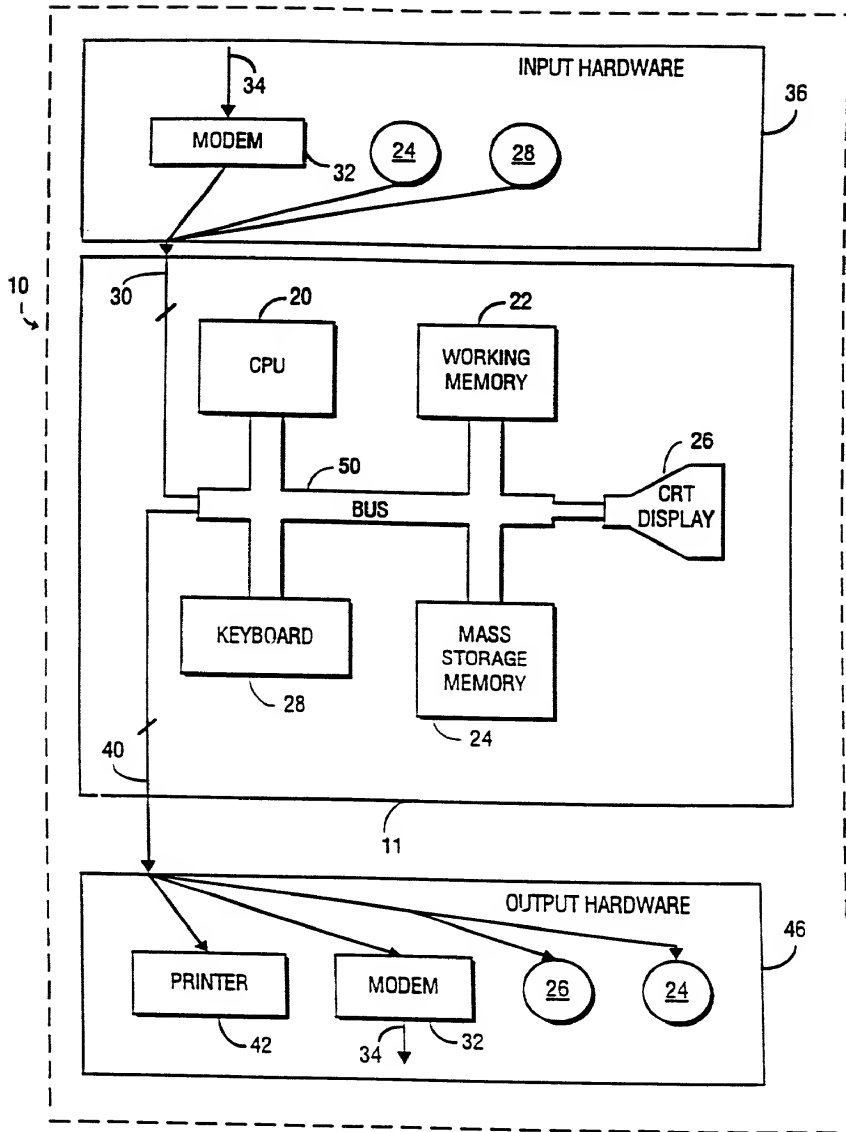 INPUT HARDWARE
34
36
MODEM
32
24
28
10
30
20
22
CPU
WORKING
MEMORY
26
50
CRT
DISPLAY
BUS
KEYBOARD
MASS
STORAGE
MEMORY
28
24
40
11
OUTPUT HARDWARE
46
PRINTER
MODEM
26
24
42
34
32